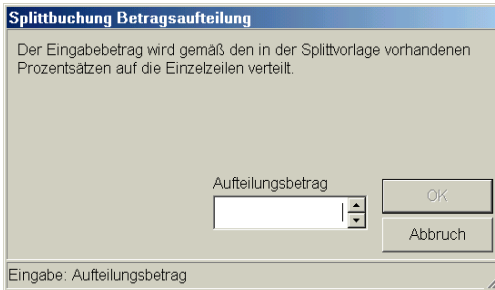 Splittbuchung Betragsaufteilung
Der Eingabebetrag wird gemäß den in der Splittvorlage vorhandenen
Prozentsätzen auf die Einzelzeilen verteilt.
Aufteilungsbetrag
OK
Abbruch
Eingabe: Aufteilungsbetrag